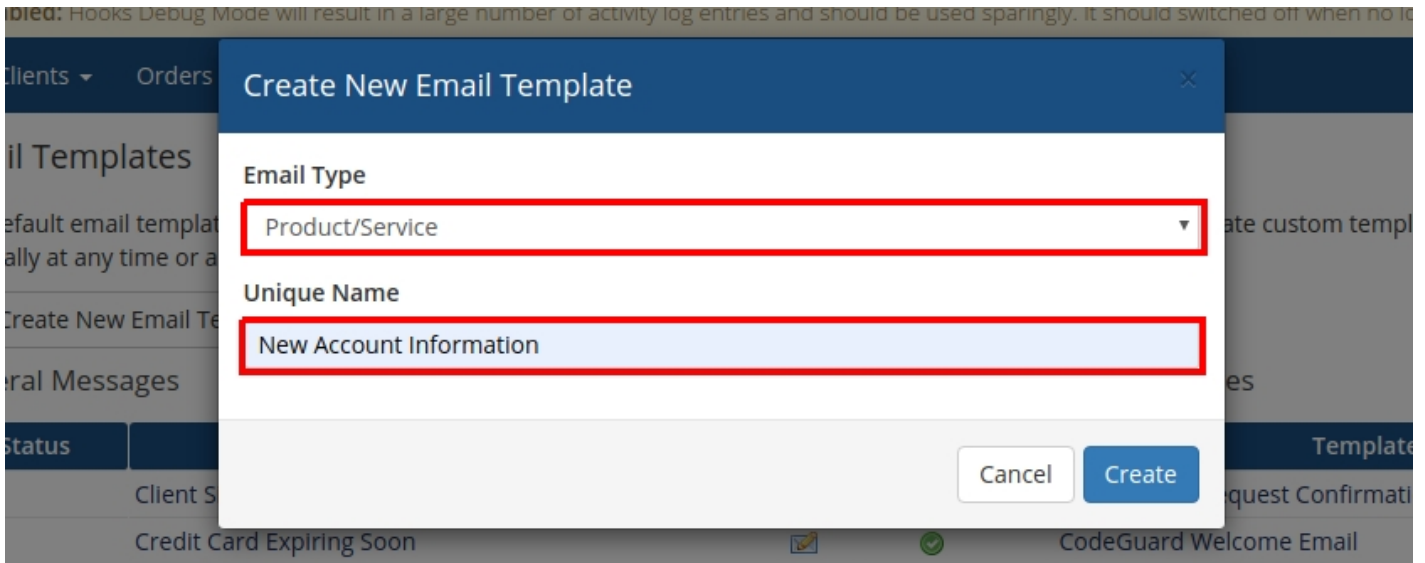 bled: Hooks Debug Mode will result in a large number of activity log entries and should be used sparingly. It should switched off when no lo
Clients Orders
Create New Email Template ×
il Templates
Email Type
efault email templat
Product/Service
ate custom templ
ally at any time or a
Unique Name
Create New Email Te
New Account Information
eral Messages
es
Status
Template
Cancel
Create
Client S
quest Confirmati
Credit Card Expiring Soon
CodeGuard Welcome Email